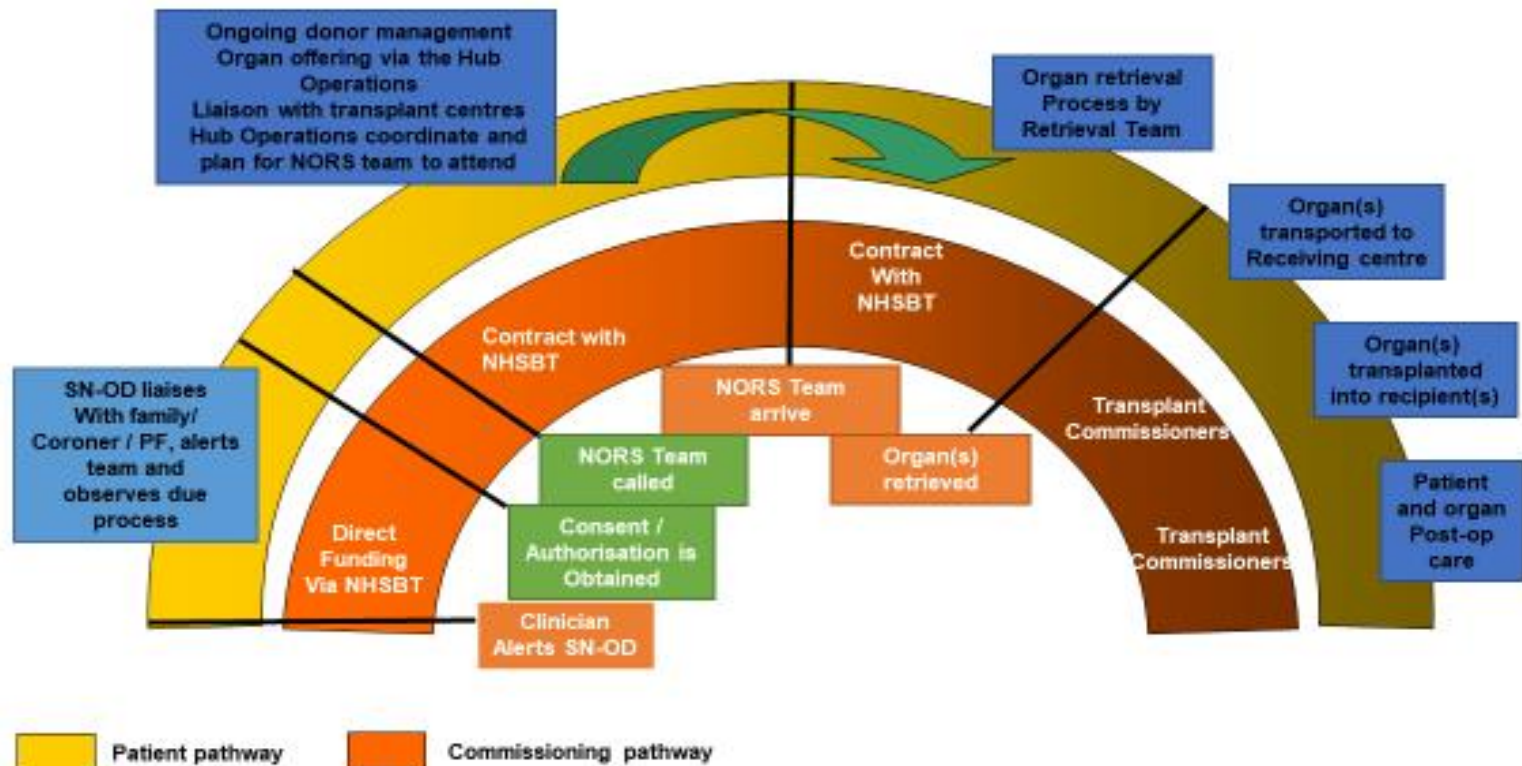 Ongoing donor management
Organ offering via the Hub
Operations
Liaison with transplant centres
Hub Operations coordinate and
plan for NORS team to attend
Organ retrieval
Process by
Retrieval Team
Organ(s)
transported to
Receiving centre
Organ(s)
transplanted
into recipient(s)
Patient
and organ
Post-op
care
SN-OD liaises
With family/
Coroner / PF, alerts
team and
observes due
process
Contract
With
NHSBT
Contract with
NHSBT
Direct
Funding
Via NHSBT
Transplant
Commissioners
Transplant
Commissioners
NORS Team
arrive
NORS Team
called
Organ(s)
retrieved
Consent /
Authorisation is
Obtained
Clinician
Alerts SN-OD
Patient pathway
Commissioning pathway